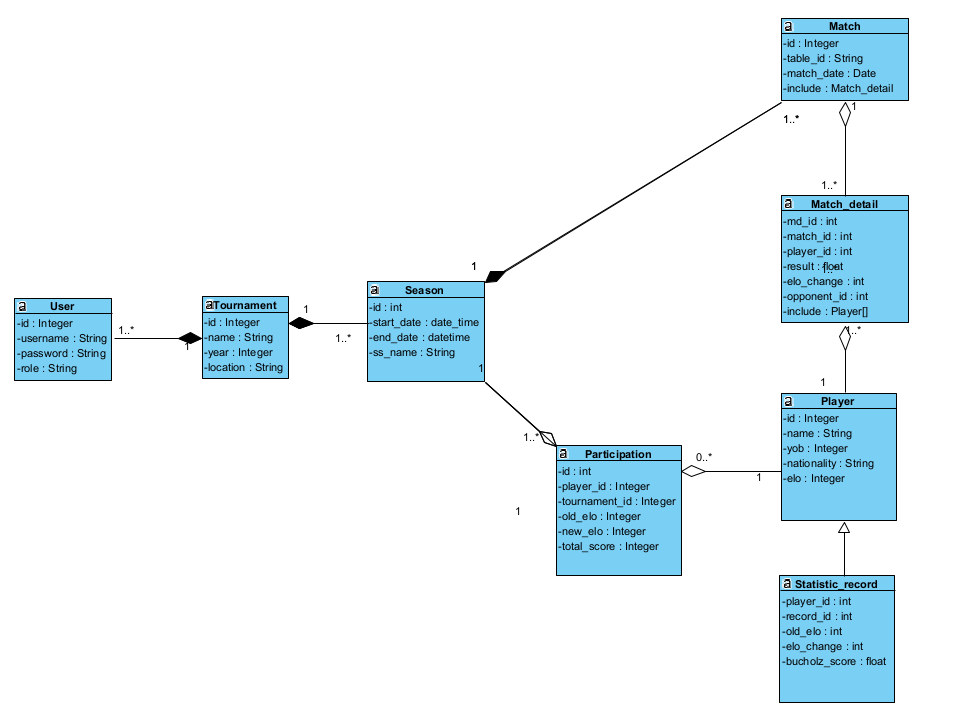 Match
-id : Integer
-table_id : String
-match_date : Date
-include : Match_detail
1
1..*
1..*
Match_detail
-md_id : int
-match_id : int
-player_id : int
-result : float
-elo_change : int
-opponent_id : int
-include : Player[]
1
Season
-id : int
-start_date : date_time
-end_date : datetime
-ss_name : String
1
User
-id : Integer
-username : String
-password : String
-role : String
1..*
1
Tournament
-id : Integer
-name : String
-year : Integer
-location : String
1
1..*
1..*
1
Player
-id : Integer
-name : String
-yob : Integer
-nationality : String
-elo : Integer
1..*
Participation
-id : int
-player_id : Integer
-tournament_id : Integer
-old_elo : Integer
-new_elo : Integer
-total_score : Integer
0..*
1
1
Statistic_record
-player_id : int
-record_id : int
-old_elo : int
-elo_change : int
-bucholz_score : float